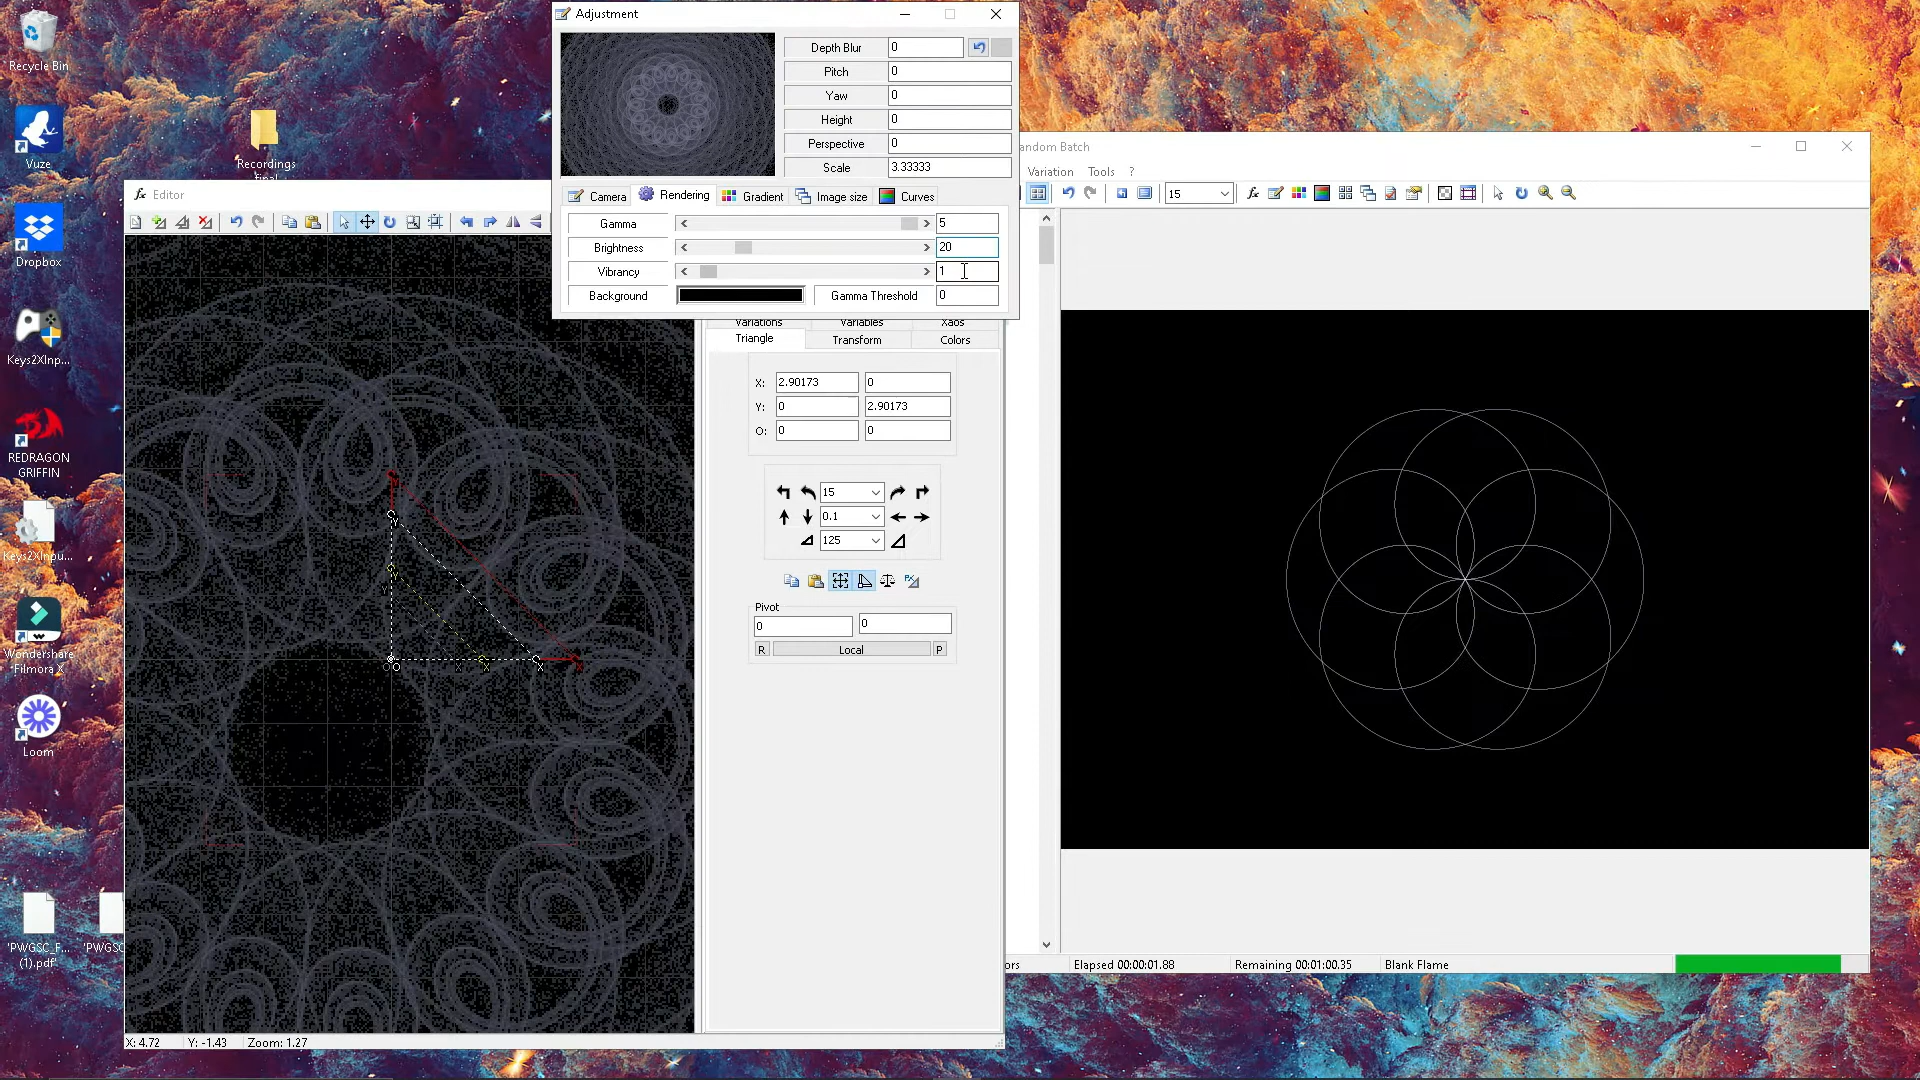 Recycle Bin
Vuze
Dropbox
Keys2XInp...
REDRAGON
GRIFFIN
Keys2XInpu...
Wondershare
Filmora X
Loom
'PWGSC_F...
(1).pdf'
'PWGSC
Recordings
final
Adjustment
Depth Blur 0
Pitch 0
Yaw 0
Height 0
Perspective 0
Scale 3.33333
Camera Rendering Gradient Image size Curves
Gamma < > 5
Brightness < > 20
Vibrancy < > 1
Background Gamma Threshold 0
fx Editor
Variations Variables Xaos
Triangle Transform Colors
X: 2.90173 0
Y: 0 2.90173
O: 0 0
15
0.1
125
Pivot
0 0
R Local P
X: 4.72 Y: -1.43 Zoom: 1.27
andom Batch
Variation Tools ?
15
fx
ors Elapsed 00:00:01.88 Remaining 00:01:00.35 Blank Flame